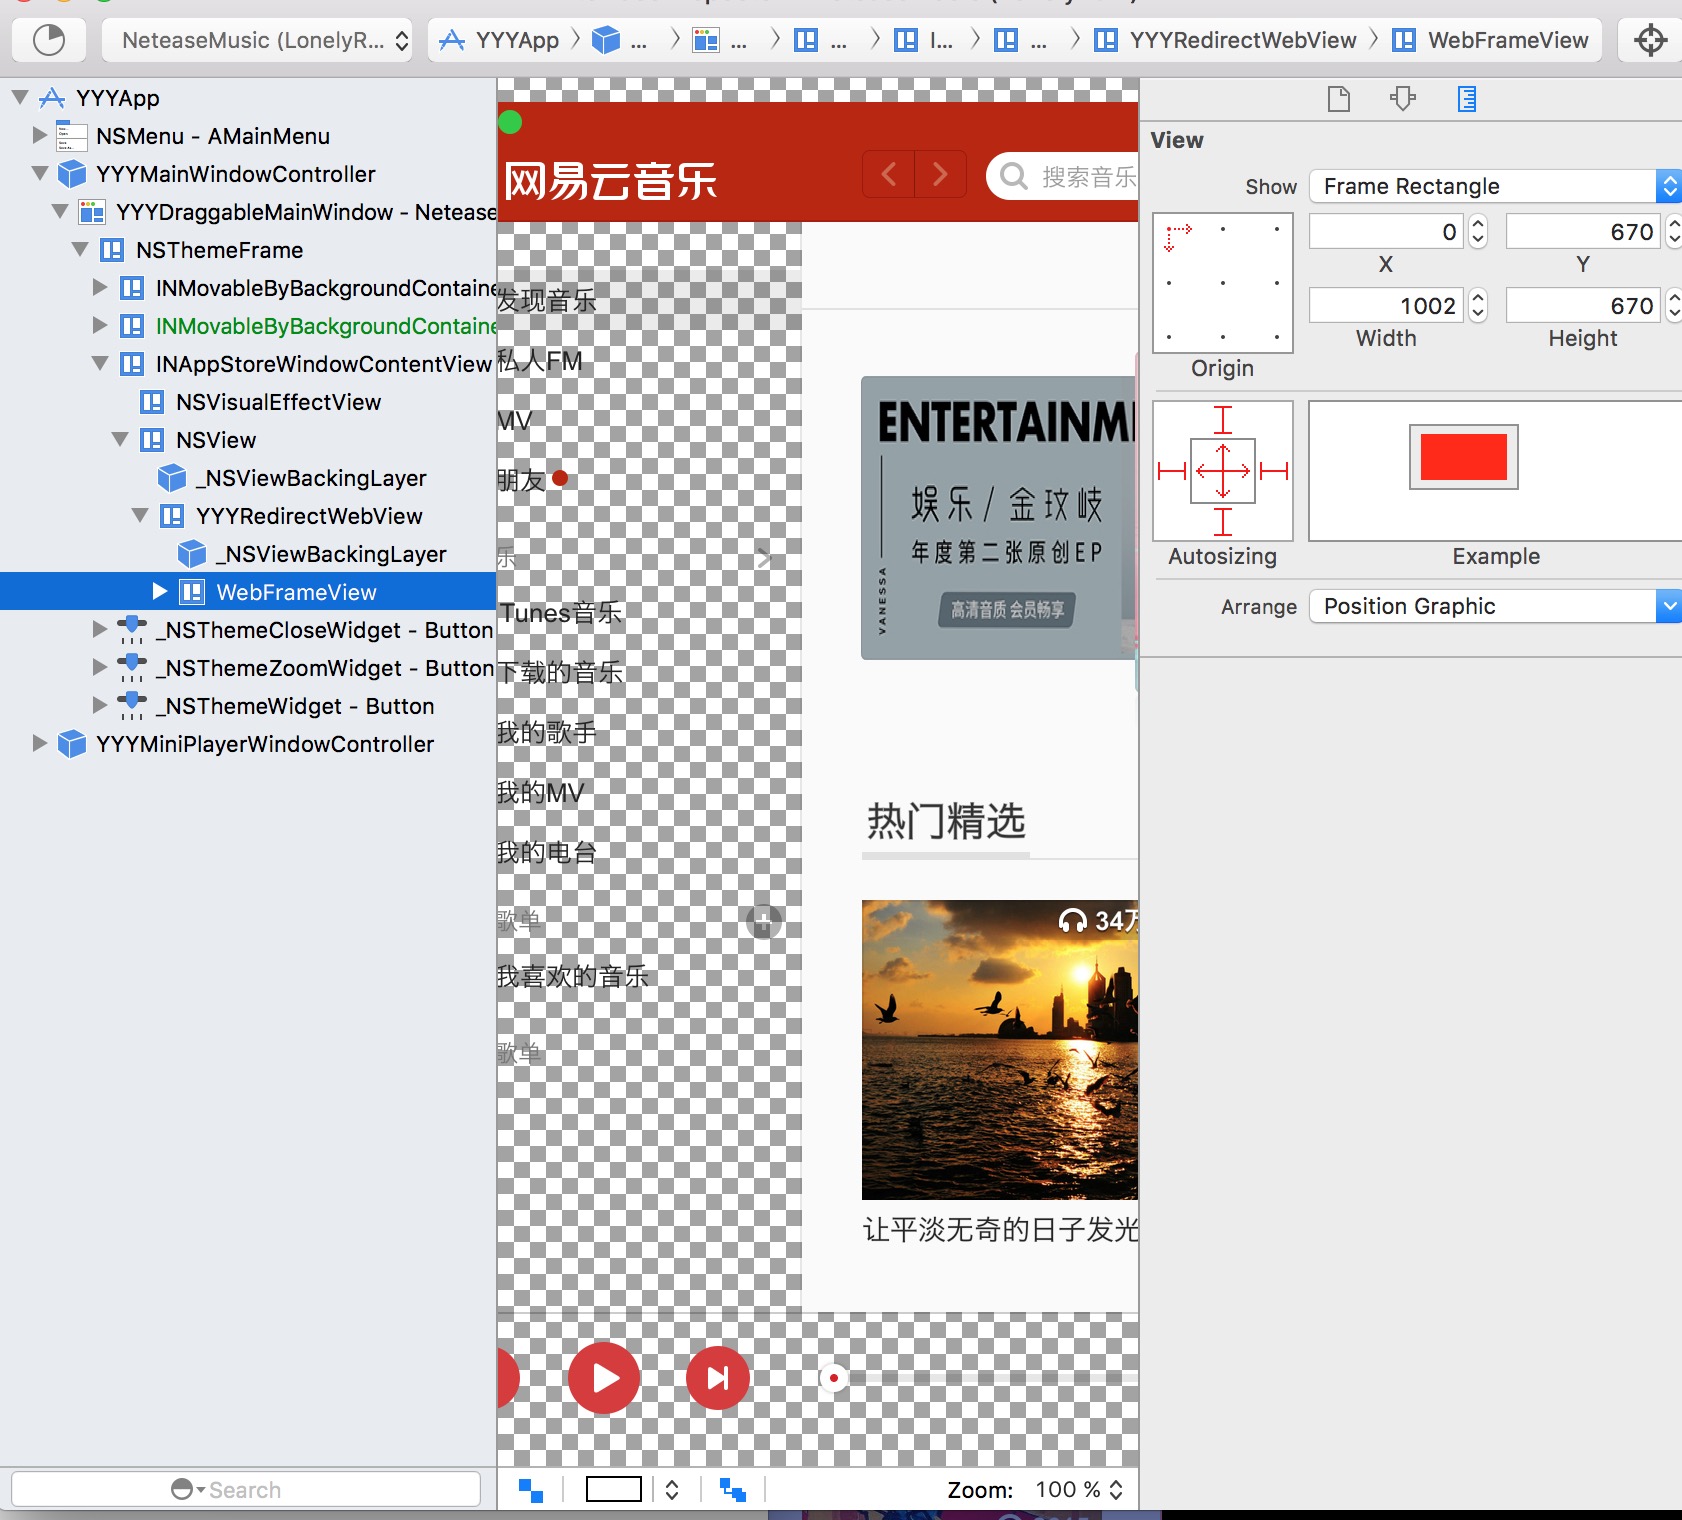 NeteaseMusic (LonelyR... YYYApp ... ... ... I... ... YYYRedirectWebView WebFrameView
YYYApp
NSMenu - AMainMenu
YYYMainWindowController
YYYDraggableMainWindow - Netease
NSThemeFrame
INMovableByBackgroundContaine
INMovableByBackgroundContaine
INAppStoreWindowContentView
NSVisualEffectView
NSView
_NSViewBackingLayer
YYYRedirectWebView
_NSViewBackingLayer
WebFrameView
_NSThemeCloseWidget - Button
_NSThemeZoomWidget - Button
_NSThemeWidget - Button
YYYMiniPlayerWindowController
Search
网易云音乐
搜索音乐
发现音乐
私人FM
MV
朋友
乐
Tunes音乐
下载的音乐
我的歌手
我的MV
我的电台
歌单
我喜欢的音乐
歌单
ENTERTAINM
娱乐/金玟岐
年度第二张原创EP
VANESSA
高清音质 会员畅享
热门精选
34万
让平淡无奇的日子发光
Zoom: 100 %
View
Show Frame Rectangle
0 670
X Y
1002 670
Width Height
Origin
Autosizing Example
Arrange Position Graphic